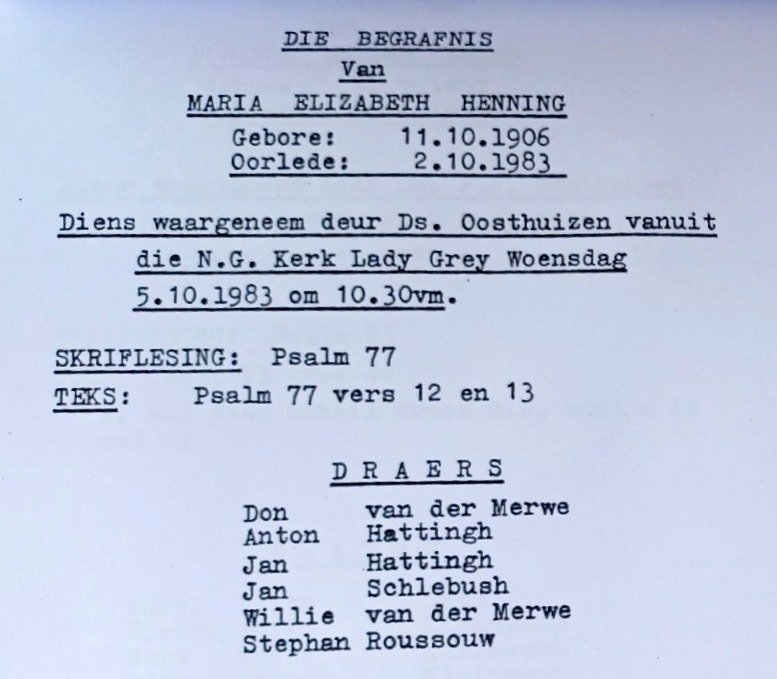 DIE BEGRAFNIS
Van
MARIA ELIZABETH HENNING
Gebore: 11.10.1906
Oorlede: 2.10.1983
Diens waargeneem deur Ds. Oosthuizen vanuit
die N.G. Kerk Lady Grey Woensdag
5.10.1983 om 10.30vm.
SKRIFLESING: Psalm 77
TEKS: Psalm 77 vers 12 en 13
D R A E R S
Don van der Merwe
Anton Hattingh
Jan Hattingh
Jan Schlebush
Willie van der Merwe
Stephan Roussouw